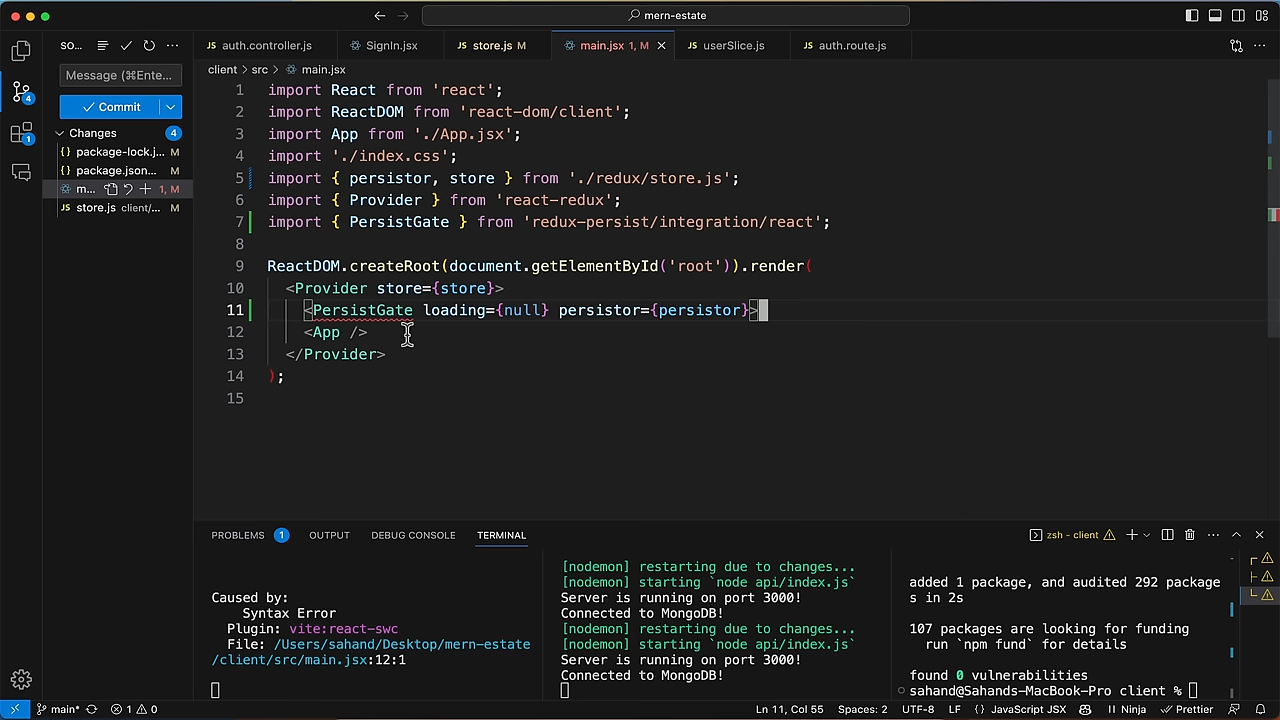 mern-estate
SO...
Message (⌘Ente...
Commit
Changes 4
package-lock.j... M
package.json... M
m... 1, M
store.js client/... M
4
1
auth.controller.js
SignIn.jsx
store.js M
main.jsx 1, M
userSlice.js
auth.route.js
client > src > main.jsx
1 import React from 'react';
2 import ReactDOM from 'react-dom/client';
3 import App from './App.jsx';
4 import './index.css';
5 import { persistor, store } from './redux/store.js';
6 import { Provider } from 'react-redux';
7 import { PersistGate } from 'redux-persist/integration/react';
8
9 ReactDOM.createRoot(document.getElementById('root')).render(
10 <Provider store={store}>
11 <PersistGate loading={null} persistor={persistor}>
12 <App />
13 </Provider>
14 );
15
PROBLEMS 1
OUTPUT
DEBUG CONSOLE
TERMINAL
zsh - client
Caused by:
Syntax Error
Plugin: vite:react-swc
File: /Users/sahand/Desktop/mern-estate
/client/src/main.jsx:12:1
[nodemon] restarting due to changes...
[nodemon] starting `node api/index.js`
Server is running on port 3000!
Connected to MongoDB!
[nodemon] restarting due to changes...
[nodemon] starting `node api/index.js`
Server is running on port 3000!
Connected to MongoDB!
added 1 package, and audited 292 package
s in 2s
107 packages are looking for funding
run `npm fund` for details
found 0 vulnerabilities
sahand@Sahands-MacBook-Pro client %
main*
1 0
Ln 11, Col 55
Spaces: 2
UTF-8
LF
{} JavaScript JSX
Ninja
Prettier